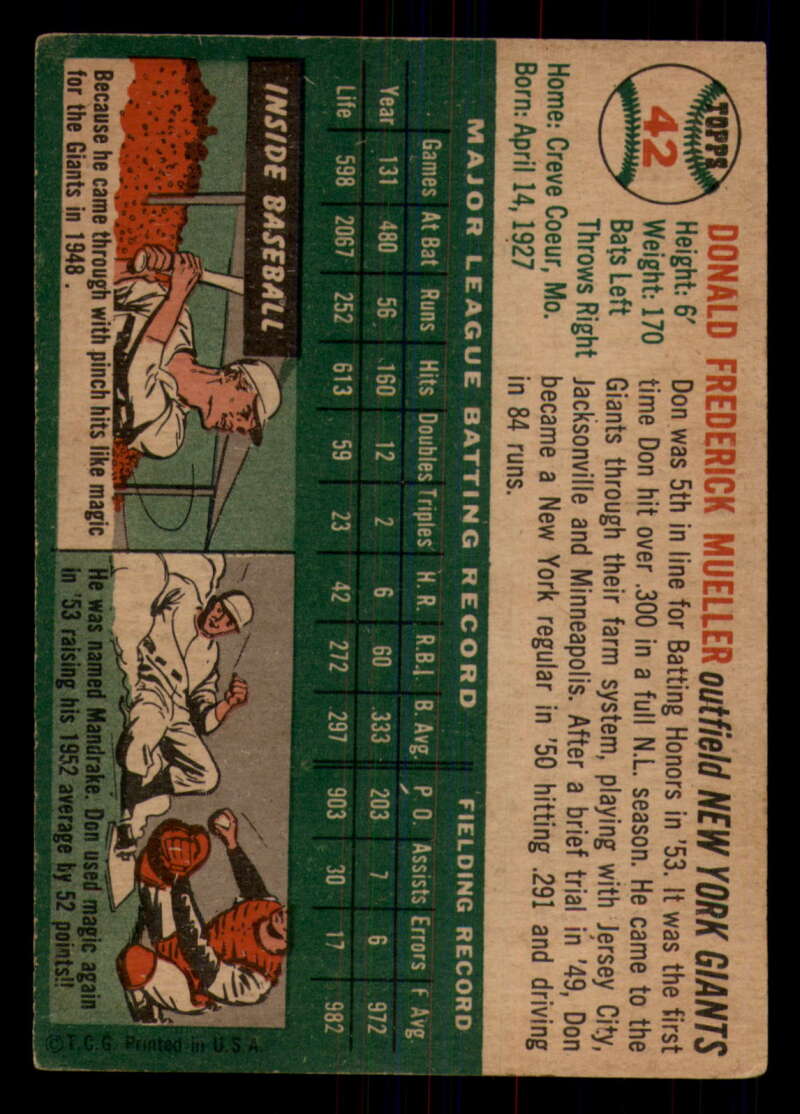 TOPPS
42
DONALD FREDERICK MUELLER outfield NEW YORK GIANTS
Height: 6'
Weight: 170
Bats Left
Throws Right
Home: Creve Coeur, Mo.
Born: April 14, 1927
Don was 5th in line for Batting Honors in '53. It was the first
time Don hit over .300 in a full N.L. season. He came to the
Giants through their farm system, playing with Jersey City,
Jacksonville and Minneapolis. After a brief trial in '49, Don
became a New York regular in '50 hitting .291 and driving
in 84 runs.
MAJOR LEAGUE BATTING RECORD FIELDING RECORD
Games At Bat Runs Hits Doubles Triples H.R. R.B.I. B. Avg. P. O. Assists Errors F Avg
Year 131 480 56 160 12 2 6 60 .333 203 7 6 .972
Life 598 2067 252 613 59 23 42 272 .297 903 30 17 .982
INSIDE BASEBALL
Because he came through with pinch hits like magic
for the Giants in 1948.
He was named Mandrake. Don used magic again
in '53 raising his 1952 average by 52 points!!
© T.C.G. Printed in U.S.A.